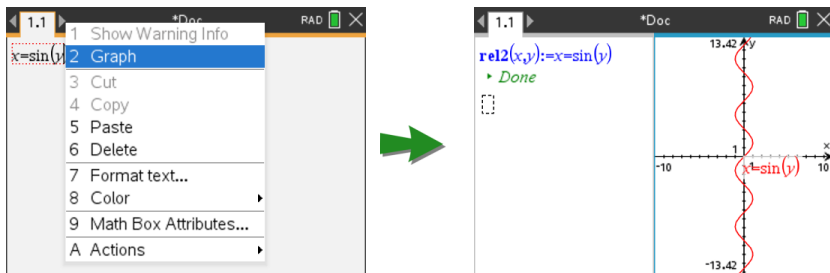 1.1 *Doc RAD
x=sin(y
1 Show Warning Info
2 Graph
3 Cut
4 Copy
5 Paste
6 Delete
7 Format text...
8 Color
9 Math Box Attributes...
A Actions
1.1 *Doc RAD
rel2(x,y):=x=sin(y)
Done
13.42 y
1 x
-10 1 10
x=sin(y)
-13.42